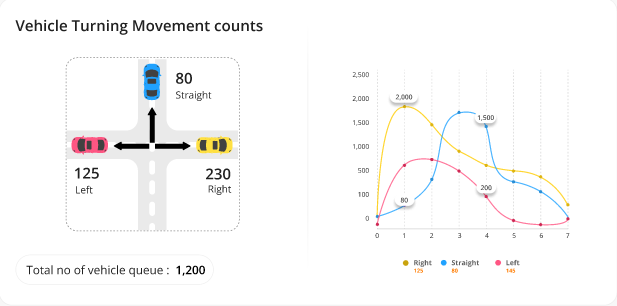 Vehicle Turning Movement counts
80
Straight
125
Left
230
Right
Total no of vehicle queue : 1,200
2,500
2,000
1,500
1,000
500
100
0
2,000
1,500
200
80
0 1 2 3 4 5 6 7
Right Straight Left
125 80 145